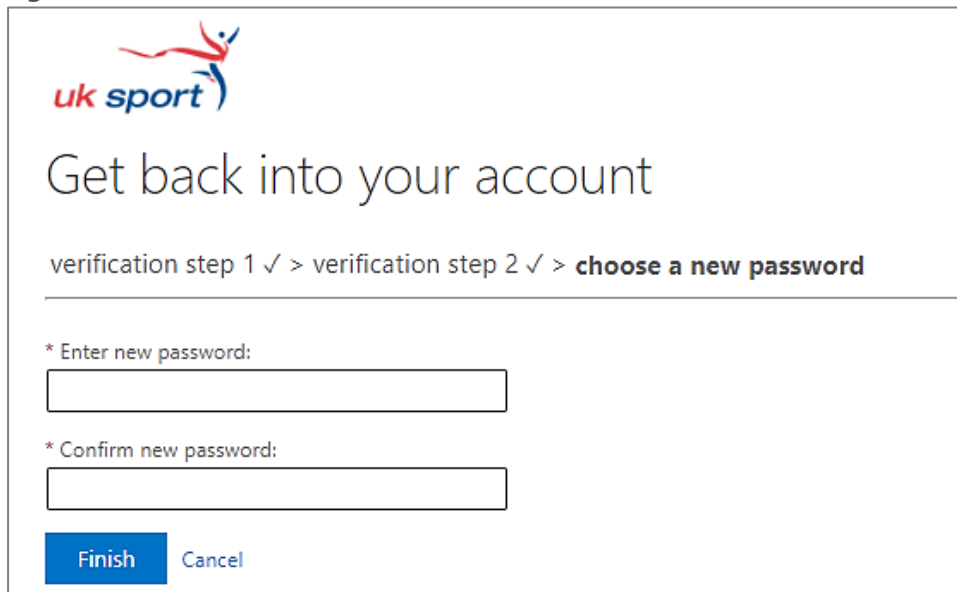 uk sport
Get back into your account
verification step 1 ✓ > verification step 2 ✓ > choose a new password
* Enter new password:
* Confirm new password:
Finish Cancel